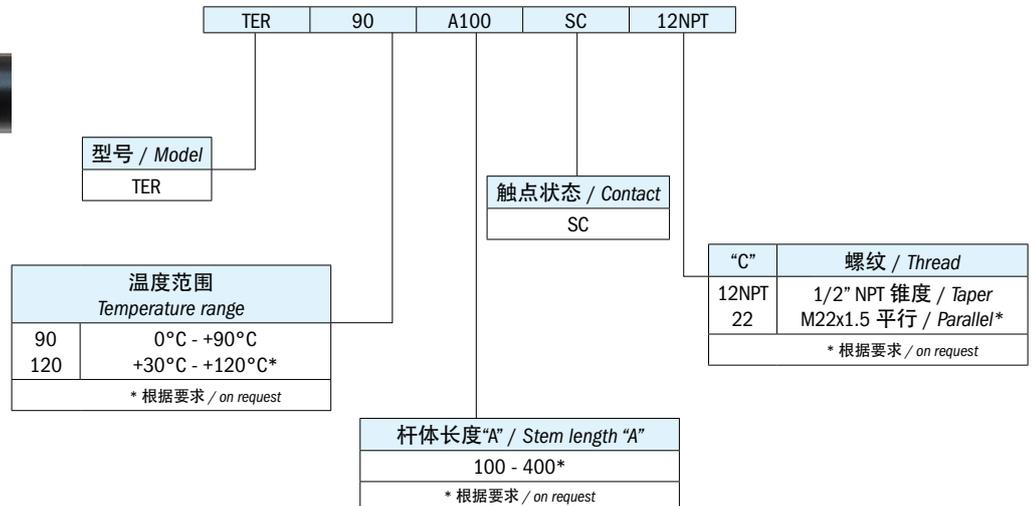 TER 90 A100 SC 12NPT
型号 / Model
TER
触点状态 / Contact
SC
“C” 螺纹 / Thread
12NPT 1/2” NPT 锥度 / Taper
22 M22x1.5 平行 / Parallel*
* 根据要求 / on request
温度范围
Temperature range
90 0°C - +90°C
120 +30°C - +120°C*
* 根据要求 / on request
杆体长度“A” / Stem length “A”
100 - 400*
* 根据要求 / on request